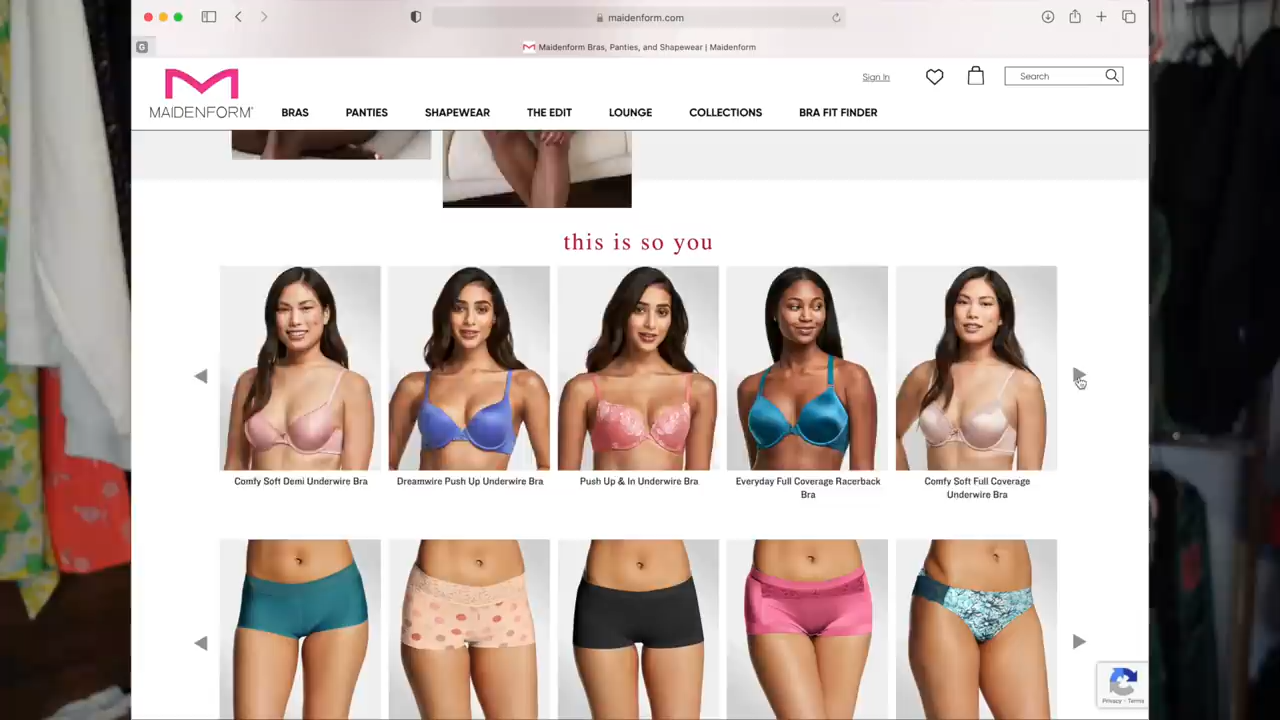 maidenform.com
G
Maidenform Bras, Panties, and Shapewear | Maidenform
Sign In
Search
MAIDENFORM®
BRAS
PANTIES
SHAPEWEAR
THE EDIT
LOUNGE
COLLECTIONS
BRA FIT FINDER
this is so you
Comfy Soft Demi Underwire Bra
Dreamwire Push Up Underwire Bra
Push Up & In Underwire Bra
Everyday Full Coverage Racerback
Bra
Comfy Soft Full Coverage
Underwire Bra
Privacy - Terms